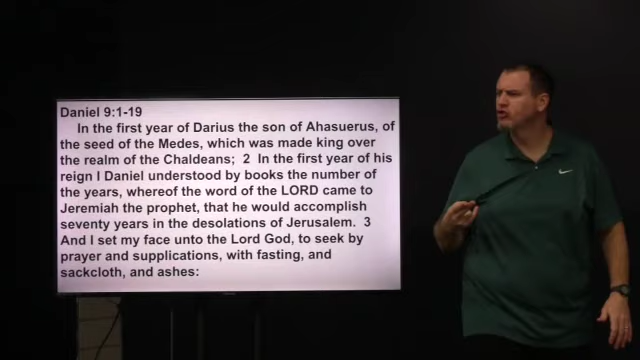 Daniel 9:1-19
In the first year of Darius the son of Ahasuerus, of
the seed of the Medes, which was made king over
the realm of the Chaldeans; 2 In the first year of his
reign I Daniel understood by books the number of
the years, whereof the word of the LORD came to
Jeremiah the prophet, that he would accomplish
seventy years in the desolations of Jerusalem. 3
And I set my face unto the Lord God, to seek by
prayer and supplications, with fasting, and
sackcloth, and ashes: